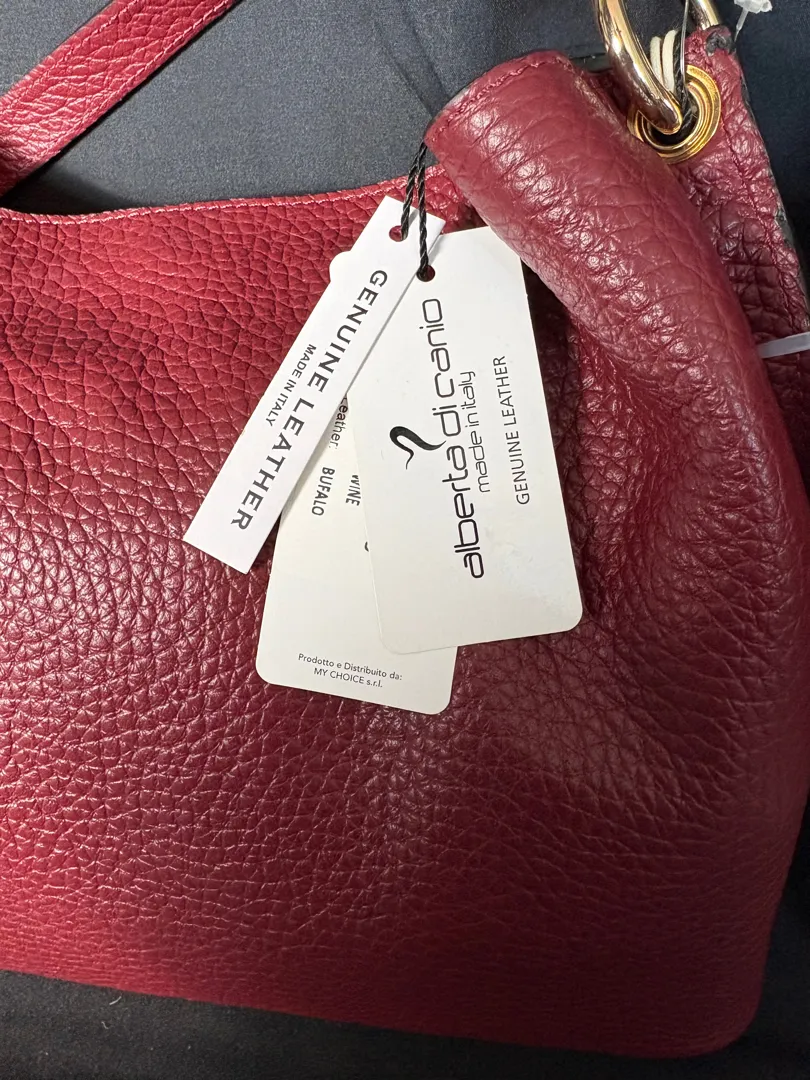 GENUINE LEATHER
MADE IN ITALY
alberta di canio
made in italy
GENUINE LEATHER
WINE
eather: BUFALO
Prodotto e Distribuito da:
MY CHOICE s.r.l.